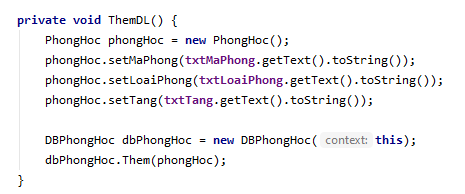 private void ThemDL() {
    PhongHoc phongHoc = new PhongHoc();
    phongHoc.setMaPhong(txtMaPhong.getText().toString());
    phongHoc.setLoaiPhong(txtLoaiPhong.getText().toString());
    phongHoc.setTang(txtTang.getText().toString());

    DBPhongHoc dbPhongHoc = new DBPhongHoc( context: this);
    dbPhongHoc.Them(phongHoc);
}